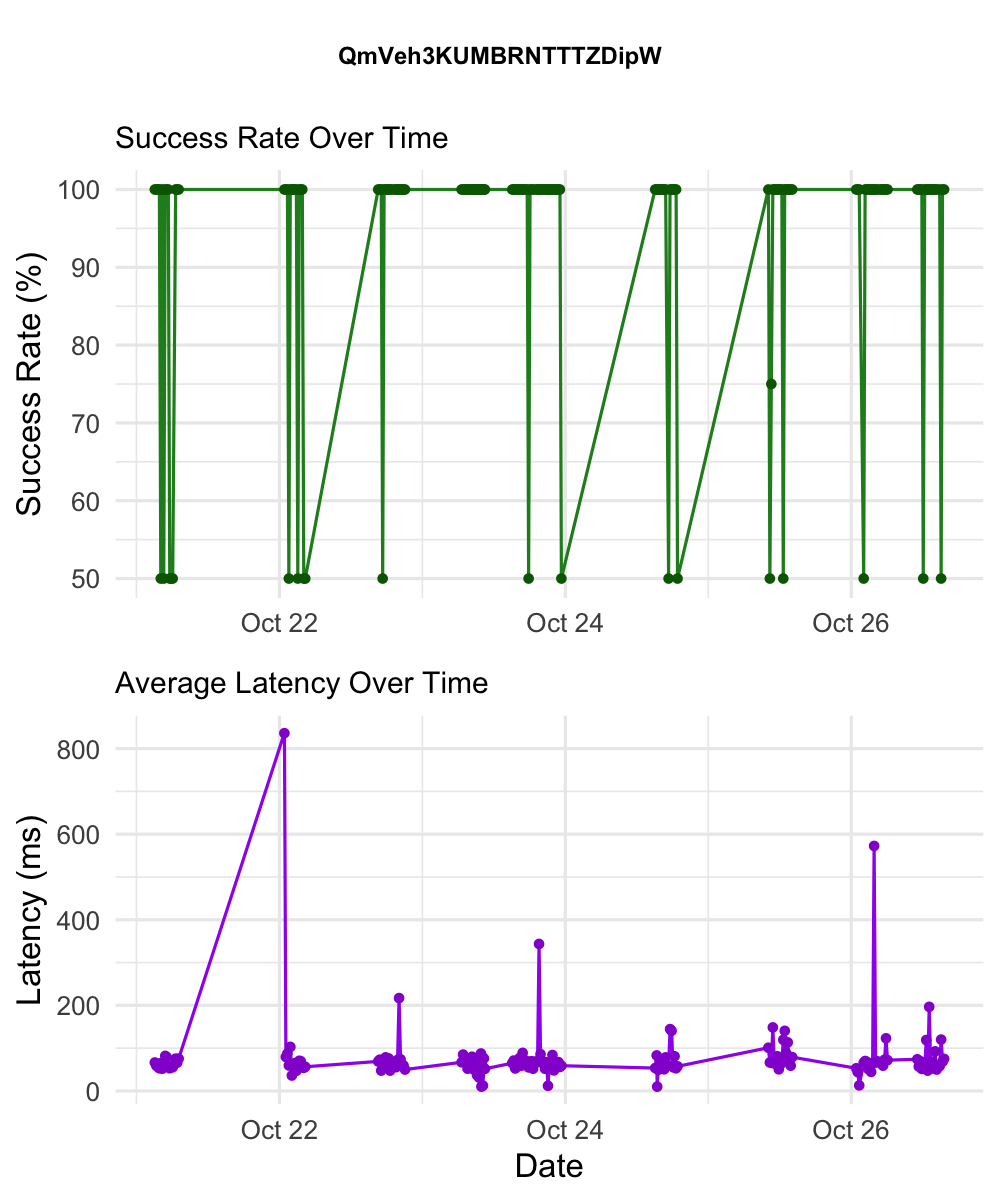 QmVeh3KUMBRNTTTZDipW
Success Rate Over Time
Success Rate (%)
100
90
80
70
60
50
Oct 22 Oct 24 Oct 26
Average Latency Over Time
Latency (ms)
800
600
400
200
0
Oct 22 Oct 24 Oct 26
Date